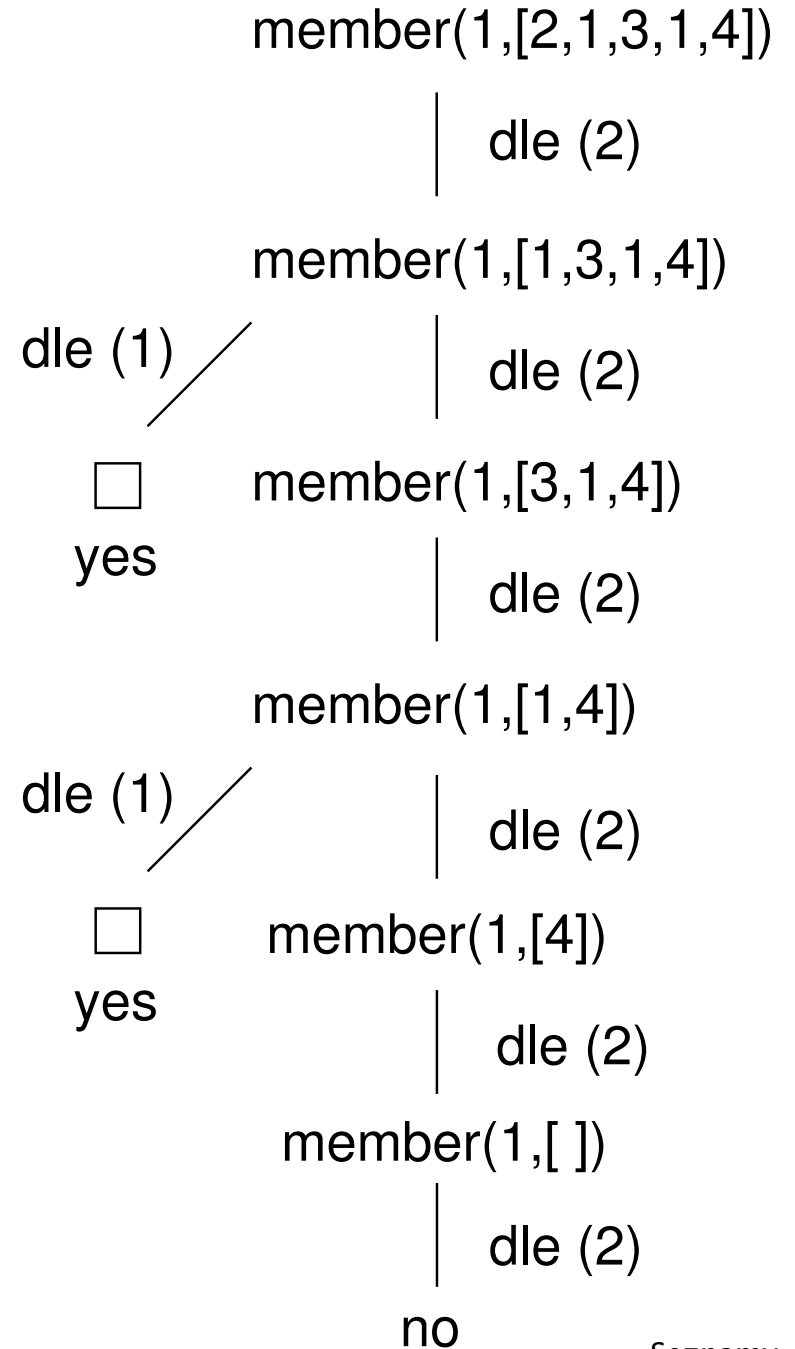 member(1,[2,1,3,1,4])
dle (2)
member(1,[1,3,1,4])
dle (1)
dle (2)
member(1,[3,1,4])
yes
dle (2)
member(1,[1,4])
dle (1)
dle (2)
member(1,[4])
yes
dle (2)
member(1,[ ])
dle (2)
no